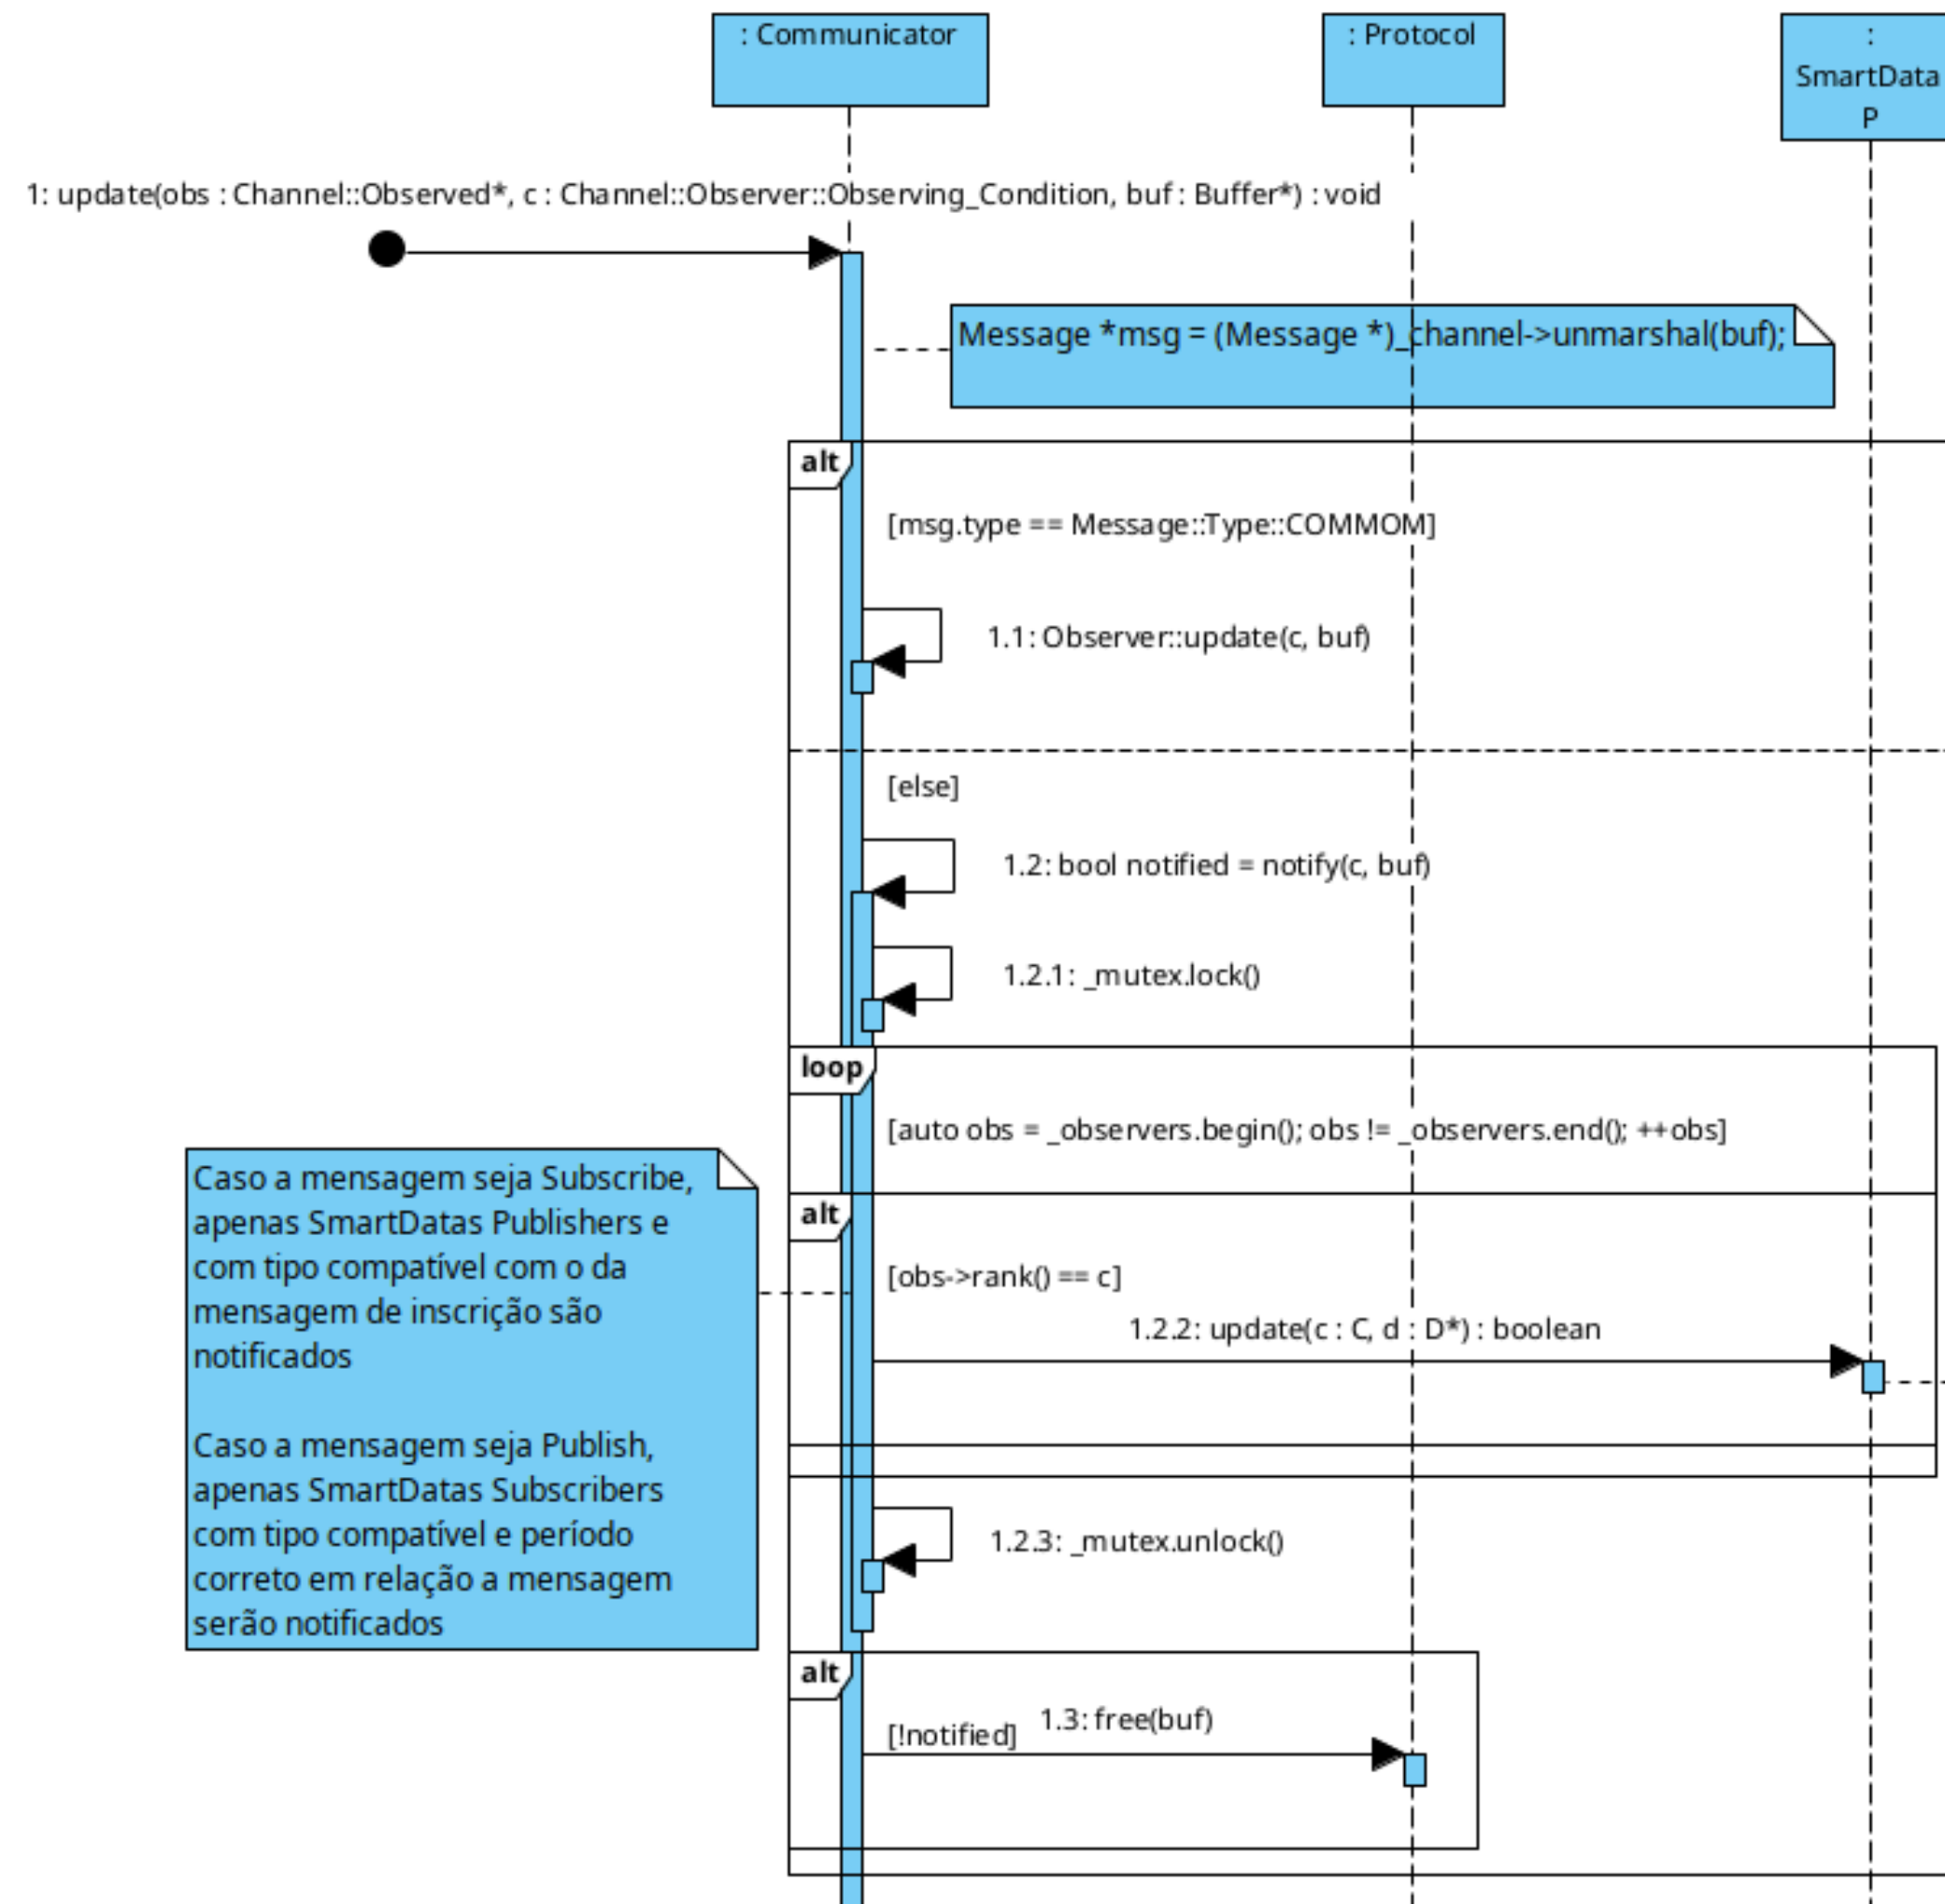 : Communicator
: Protocol
:
SmartData
P
1: update(obs : Channel::Observed*, c : Channel::Observer::Observing_Condition, buf : Buffer*) : void
Message *msg = (Message *)_channel->unmarshal(buf);
alt
[msg.type == Message::Type::COMMOM]
1.1: Observer::update(c, buf)
[else]
1.2: bool notified = notify(c, buf)
1.2.1: _mutex.lock()
loop
[auto obs = _observers.begin(); obs != _observers.end(); ++obs]
Caso a mensagem seja Subscribe,
apenas SmartDatas Publishers e
com tipo compatível com o da
mensagem de inscrição são
notificados
Caso a mensagem seja Publish,
apenas SmartDatas Subscribers
com tipo compatível e período
correto em relação a mensagem
serão notificados
alt
[obs->rank() == c]
1.2.2: update(c : C, d : D*) : boolean
1.2.3: _mutex.unlock()
alt
[!notified]
1.3: free(buf)